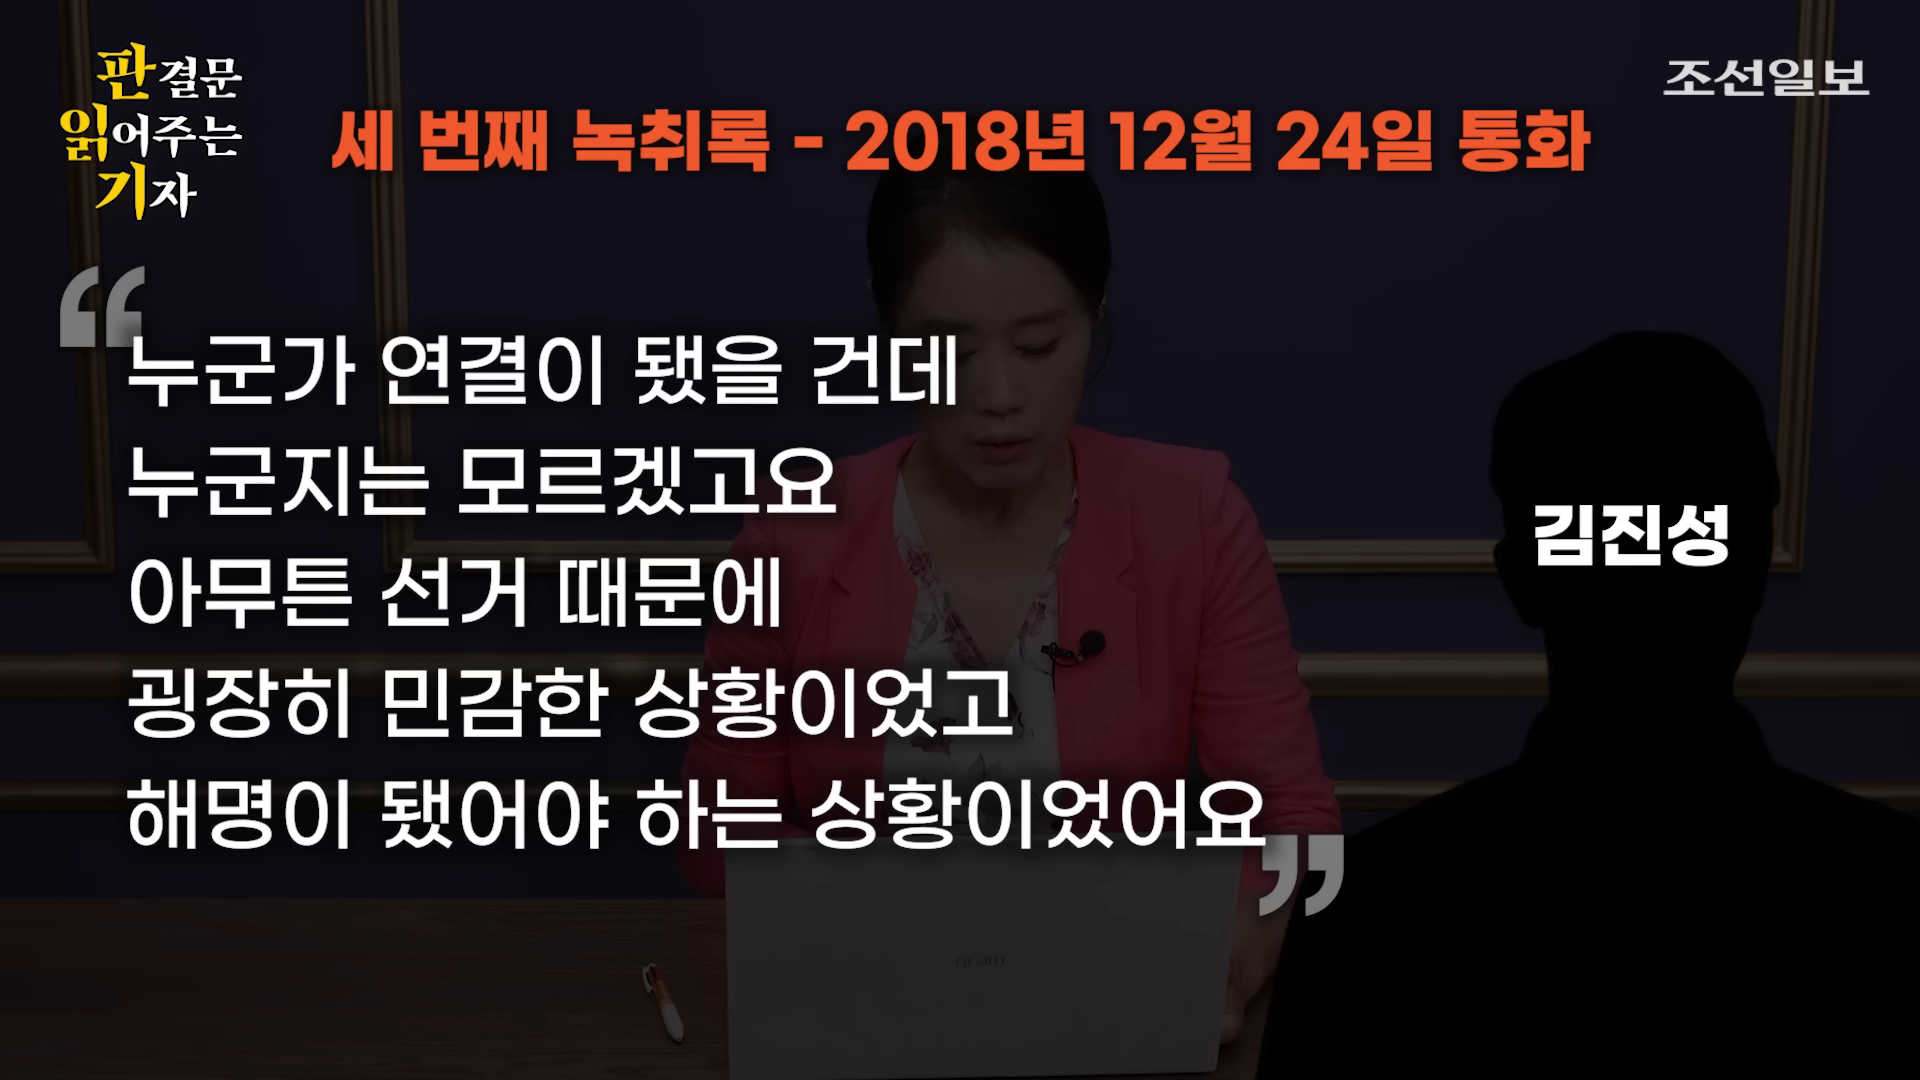 판결문
읽어주는
기자
조선일보
세 번째 녹취록 - 2018년 12월 24일 통화
“누군가 연결이 됐을 건데
누군지는 모르겠고요
아무튼 선거 때문에
굉장히 민감한 상황이었고
해명이 됐어야 하는 상황이었어요”
김진성
gram